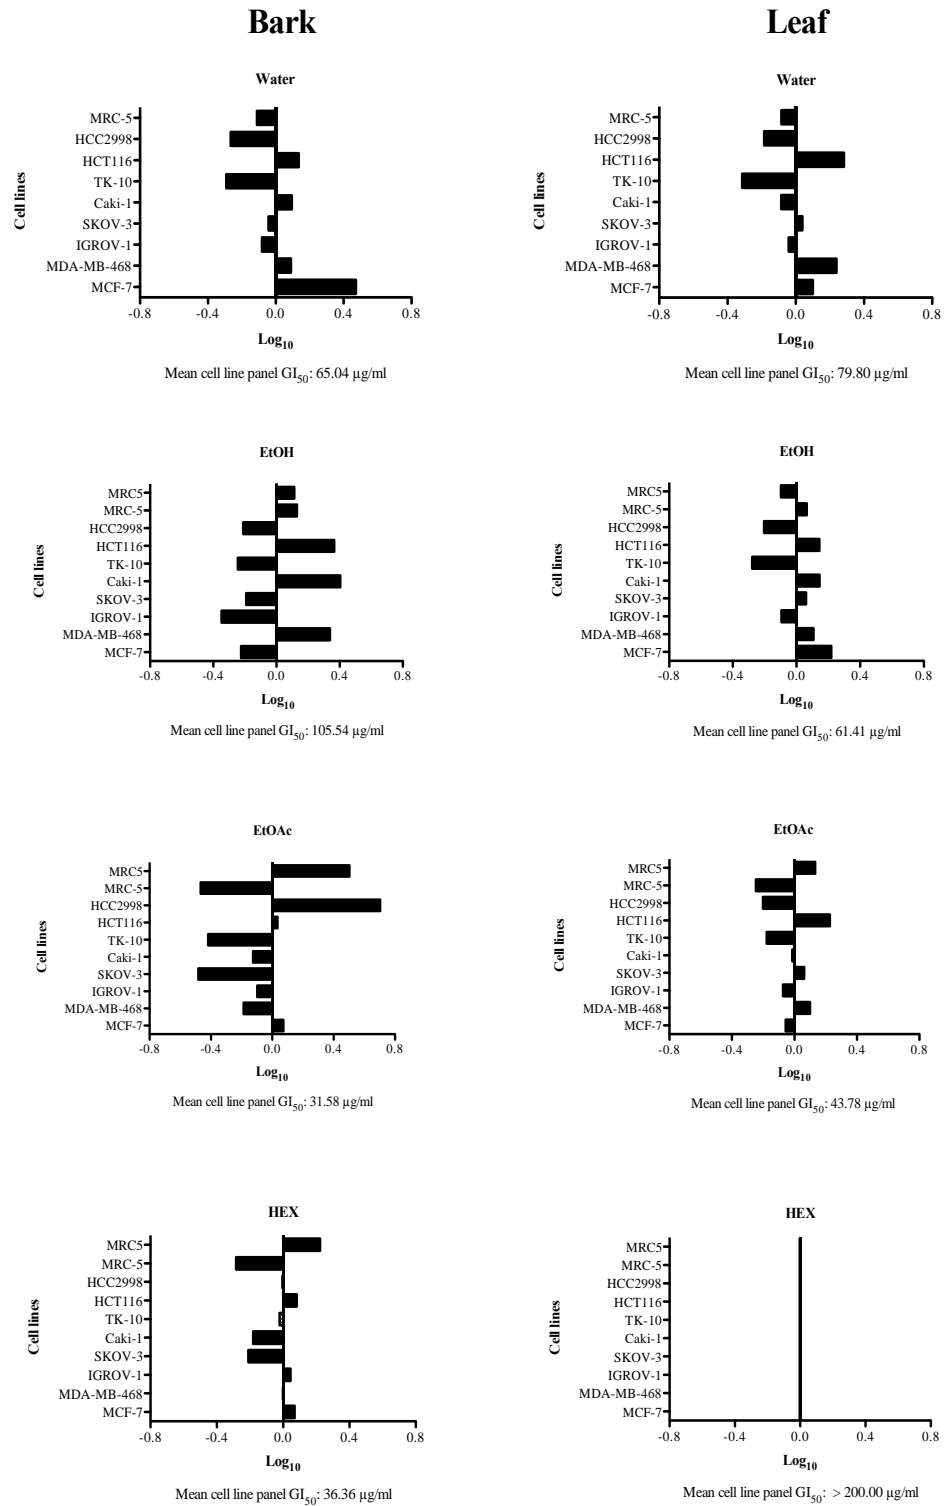 Bark
Leaf
Water
Cell lines
MRC-5
HCC2998
HCT116
TK-10
Caki-1
SKOV-3
IGROV-1
MDA-MB-468
MCF-7
-0.8 -0.4 0.0 0.4 0.8
Log10
Mean cell line panel GI50: 65.04 µg/ml
Water
Cell lines
MRC-5
HCC2998
HCT116
TK-10
Caki-1
SKOV-3
IGROV-1
MDA-MB-468
MCF-7
-0.8 -0.4 0.0 0.4 0.8
Log10
Mean cell line panel GI50: 79.80 µg/ml
EtOH
Cell lines
MRC5
MRC-5
HCC2998
HCT116
TK-10
Caki-1
SKOV-3
IGROV-1
MDA-MB-468
MCF-7
-0.8 -0.4 0.0 0.4 0.8
Log10
Mean cell line panel GI50: 105.54 µg/ml
EtOH
Cell lines
MRC5
MRC-5
HCC2998
HCT116
TK-10
Caki-1
SKOV-3
IGROV-1
MDA-MB-468
MCF-7
-0.8 -0.4 0.0 0.4 0.8
Log10
Mean cell line panel GI50: 61.41 µg/ml
EtOAc
Cell lines
MRC5
MRC-5
HCC2998
HCT116
TK-10
Caki-1
SKOV-3
IGROV-1
MDA-MB-468
MCF-7
-0.8 -0.4 0.0 0.4 0.8
Log10
Mean cell line panel GI50: 31.58 µg/ml
EtOAc
Cell lines
MRC5
MRC-5
HCC2998
HCT116
TK-10
Caki-1
SKOV-3
IGROV-1
MDA-MB-468
MCF-7
-0.8 -0.4 0.0 0.4 0.8
Log10
Mean cell line panel GI50: 43.78 µg/ml
HEX
Cell lines
MRC5
MRC-5
HCC2998
HCT116
TK-10
Caki-1
SKOV-3
IGROV-1
MDA-MB-468
MCF-7
-0.8 -0.4 0.0 0.4 0.8
Log10
Mean cell line panel GI50: 36.36 µg/ml
HEX
Cell lines
MRC5
MRC-5
HCC2998
HCT116
TK-10
Caki-1
SKOV-3
IGROV-1
MDA-MB-468
MCF-7
-0.8 -0.4 0.0 0.4 0.8
Log10
Mean cell line panel GI50: > 200.00 µg/ml